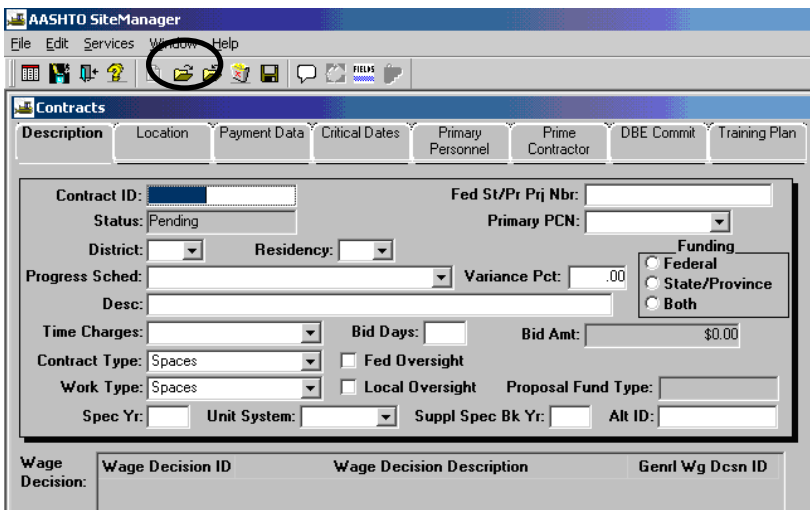 AASHTO SiteManager
File Edit Services Window Help
FIELDS
Contracts
Description Location Payment Data Critical Dates Primary Personnel Prime Contractor DBE Commit Training Plan
Contract ID: Fed St/Pr Prj Nbr:
Status: Pending Primary PCN:
District: Residency: Funding
Federal
Progress Sched: Variance Pct: .00 State/Province
Desc: Both
Time Charges: Bid Days: Bid Amt: $0.00
Contract Type: Spaces Fed Oversight
Work Type: Spaces Local Oversight Proposal Fund Type:
Spec Yr: Unit System: Suppl Spec Bk Yr: Alt ID:
Wage Decision: Wage Decision ID Wage Decision Description Genrl Wg Dcsn ID